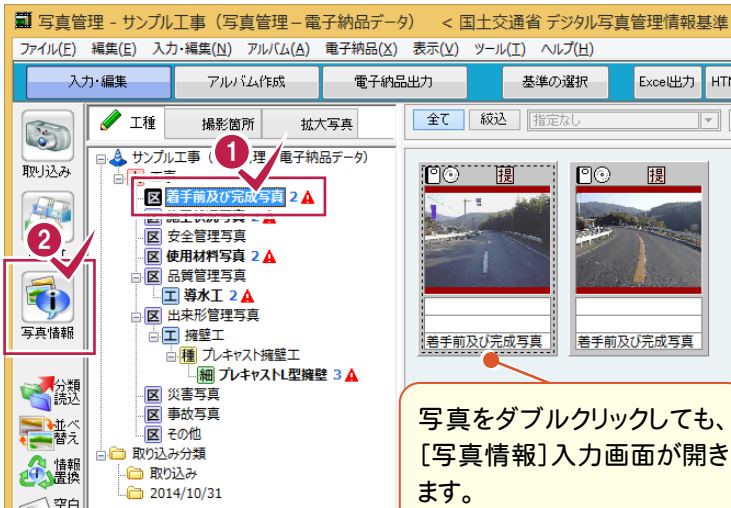 写真管理 - サンプル工事（写真管理－電子納品データ） < 国土交通省 デジタル写真管理情報基準
ファイル(F) 編集(E) 入力・編集(N) アルバム(A) 電子納品(X) 表示(V) ツール(T) ヘルプ(H)
入力・編集 アルバム作成 電子納品出力 基準の選択 Excel出力
工種 撮影箇所 拡大写真 全て 絞込 指定なし
取り込み
サンプル工事 理 電子納品データ)
1
区 着手前及び完成写真 2
区 2
区 安全管理写真
2
区 使用材料写真 2
区 品質管理写真
工 導水工 2
写真情報
区 出来形管理写真
工 擁壁工
種 プレキャスト擁壁工
細 プレキャストL型擁壁 3
区 災害写真
区 事故写真
区 その他
取り込み分類
取り込み
2014/10/31
分類読込
並べ替え
情報置換
空白
提 提
着手前及び完成写真 着手前及び完成写真
写真をダブルクリックしても、
［写真情報］入力画面が開き
ます。